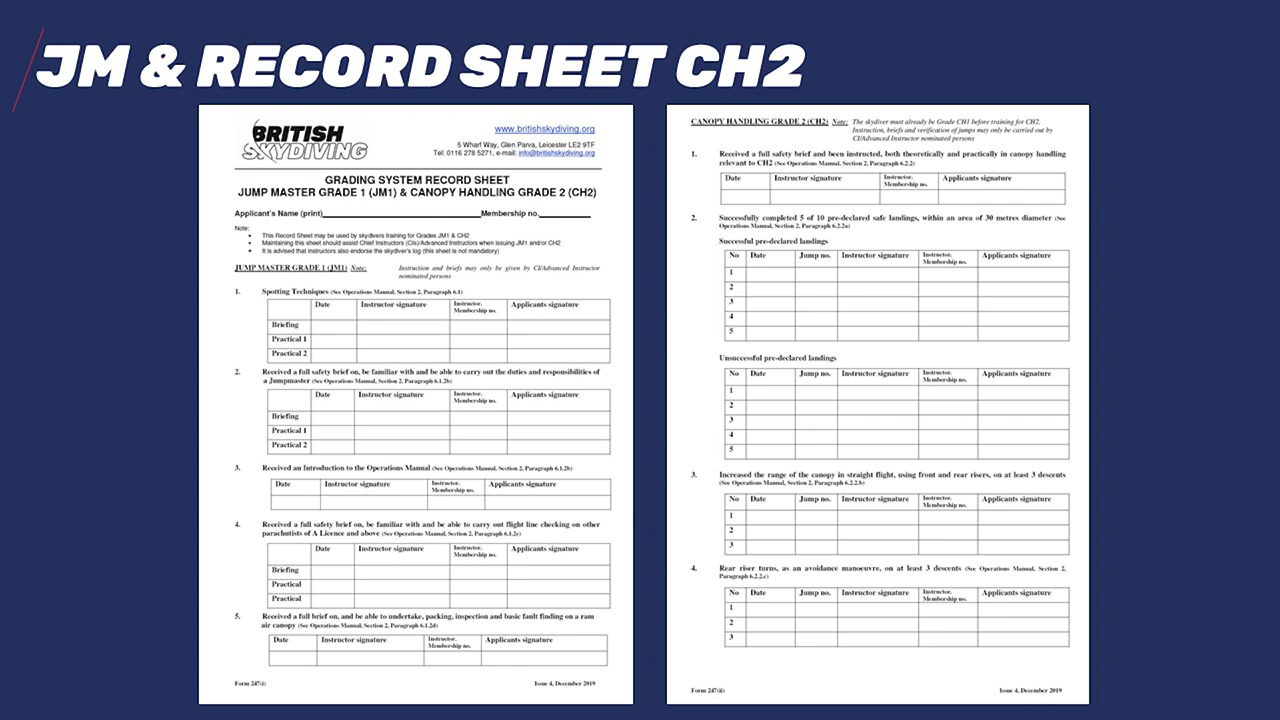 JM & RECORD SHEET CH2
BRITISH
SKYDIVING
www.britishskydiving.org
5 Wharf Way, Glen Parva, Leicester LE2 9TF
Tel: 0116 278 5271, e-mail: info@britishskydiving.org
GRADING SYSTEM RECORD SHEET
JUMP MASTER GRADE 1 (JM1) & CANOPY HANDLING GRADE 2 (CH2)
Applicant's Name (print)____________________Membership no.__________
Note:
• This Record Sheet may be used by skydivers training for Grades JM1 & CH2
• Maintaining this sheet should assist Chief Instructors (CIs)/Advanced Instructors when issuing JM1 and/or CH2
• It is advised that instructors also endorse the skydiver's log (this sheet is not mandatory)
JUMP MASTER GRADE 1 (JM1) Note: Instruction and briefs may only be given by CI/Advanced Instructor
nominated persons
1. Spotting Techniques (See Operations Manual, Section 2, Paragraph 6.1)
Date Instructor signature Instructor. Membership no. Applicants signature
Briefing
Practical 1
Practical 2
2. Received a full safety brief on, be familiar with and be able to carry out the duties and responsibilities of
a Jumpmaster (See Operations Manual, Section 2, Paragraph 6.1.2b)
Date Instructor signature Instructor. Membership no. Applicants signature
Briefing
Practical 1
Practical 2
3. Received an Introduction to the Operations Manual (See Operations Manual, Section 2, Paragraph 6.1.2b)
Date Instructor signature Instructor. Membership no. Applicants signature
4. Received a full safety brief on, be familiar with and be able to carry out flight line checking on other
parachutists of A Licence and above (See Operations Manual, Section 2, Paragraph 6.1.2c)
Date Instructor signature Instructor. Membership no. Applicants signature
Briefing
Practical
Practical
5. Received a full brief on, and be able to undertake, packing, inspection and basic fault finding on a ram
air canopy (See Operations Manual, Section 2, Paragraph 6.1.2d)
Date Instructor signature Instructor. Membership no. Applicants signature
Form 247(i) Issue 4, December 2019
CANOPY HANDLING GRADE 2 (CH2) Note: The skydiver must already be Grade CH1 before training for CH2.
Instruction, briefs and verification of jumps may only be carried out by
CI/Advanced Instructor nominated persons
1. Received a full safety brief and been instructed, both theoretically and practically in canopy handling
relevant to CH2 (See Operations Manual, Section 2, Paragraph 6.2.2)
Date Instructor signature Instructor. Membership no. Applicants signature
2. Successfully completed 5 of 10 pre-declared safe landings, within an area of 30 metres diameter (See
Operations Manual, Section 2, Paragraph 6.2.2a)
Successful pre-declared landings
No Date Jump no. Instructor signature Instructor. Membership no. Applicants signature
1
2
3
4
5
Unsuccessful pre-declared landings
No Date Jump no. Instructor signature Instructor. Membership no. Applicants signature
1
2
3
4
5
3. Increased the range of the canopy in straight flight, using front and rear risers, on at least 3 descents
(See Operations Manual, Section 2, Paragraph 6.2.2.b)
No Date Jump no. Instructor signature Instructor. Membership no. Applicants signature
1
2
3
4. Rear riser turns, as an avoidance manoeuvre, on at least 3 descents (See Operations Manual, Section 2,
Paragraph 6.2.2.c)
No Date Jump no. Instructor signature Instructor. Membership no. Applicants signature
1
2
3
Form 247(ii) Issue 4, December 2019